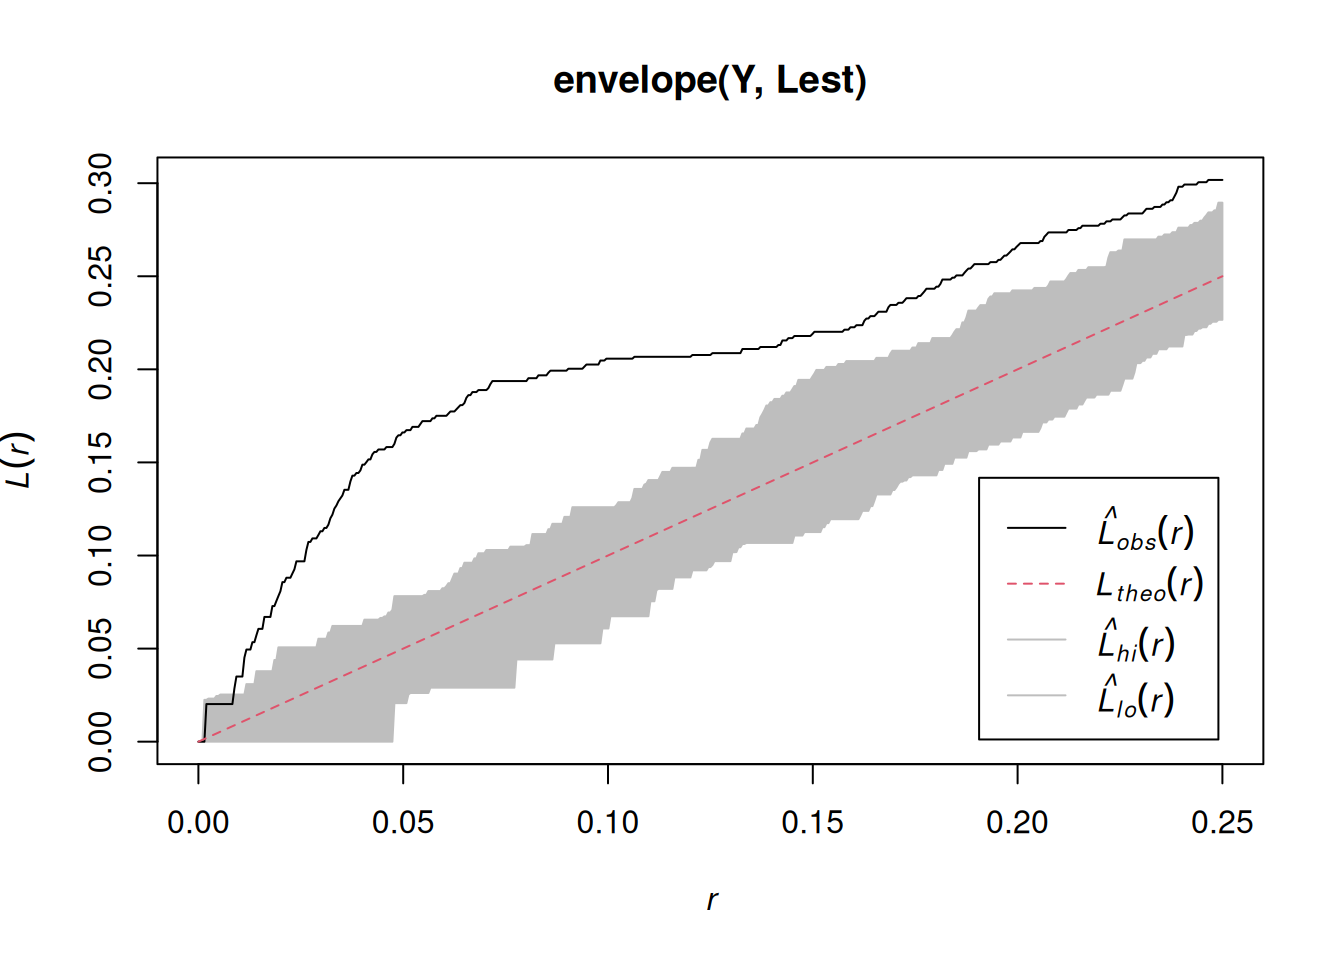 envelope(Y, Lest)
L(r)
0.30
0.25
0.20
0.15
0.10
0.05
0.00
L̂obs(r)
Ltheo(r)
L̂hi(r)
L̂lo(r)
0.00 0.05 0.10 0.15 0.20 0.25
r